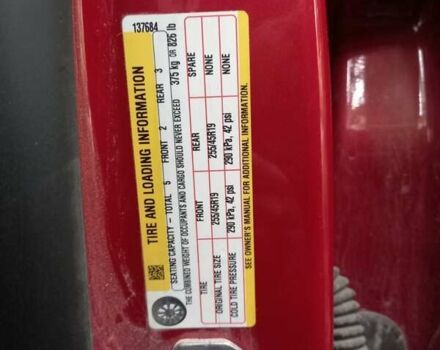 137684
TIRE AND LOADING INFORMATION
SEATING CAPACITY - TOTAL 5 FRONT 2 REAR 3
THE COMBINED WEIGHT OF OCCUPANTS AND CARGO SHOULD NEVER EXCEED 375 kg OR 826 lb
TIRE FRONT REAR SPARE
ORIGINAL TIRE SIZE 255/45R19 255/45R19 NONE
COLD TIRE PRESSURE 290 kPa, 42 psi 290 kPa, 42 psi NONE
SEE OWNER'S MANUAL FOR MORE INFORMATION.